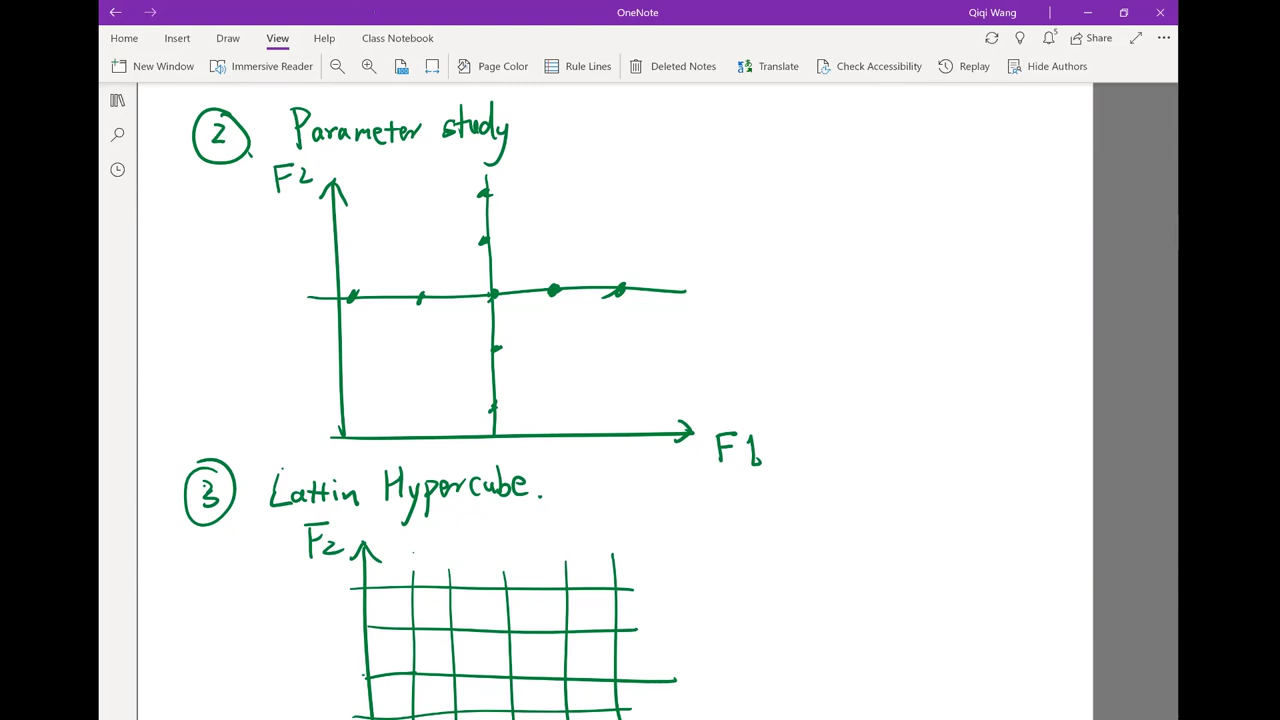 OneNote
Qiqi Wang
Home Insert Draw View Help Class Notebook
5
Share
New Window Immersive Reader Page Color Rule Lines Deleted Notes Translate Check Accessibility Replay Hide Authors
2 Parameter study
F2
F1
3 Lattin Hypercube.
F2